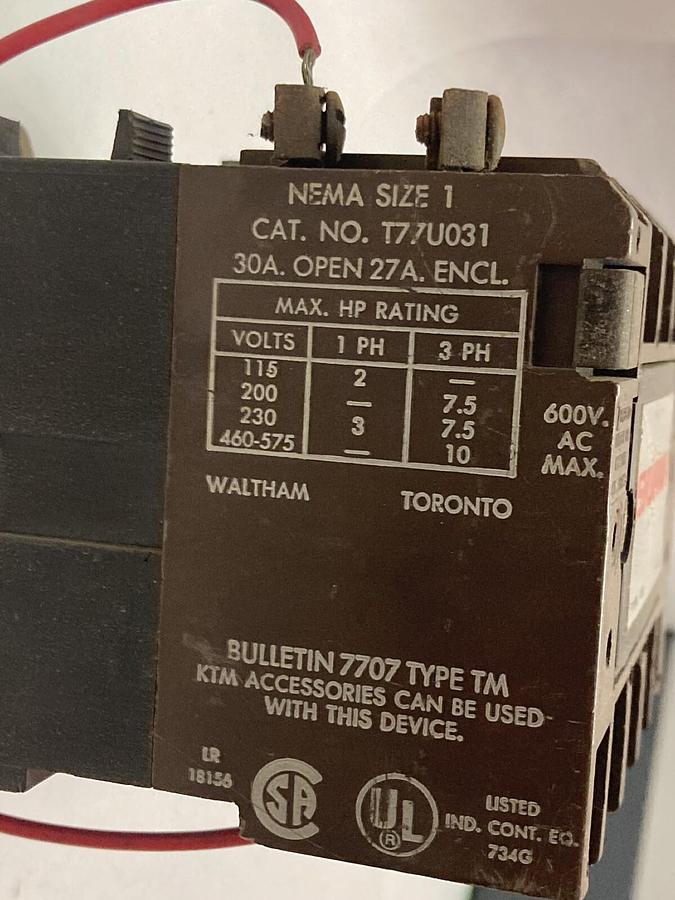 NEMA SIZE 1
CAT. NO. T77U031
30A. OPEN 27A. ENCL.
MAX. HP RATING
VOLTS 1 PH 3 PH
115 2 —
200 — 7.5
230 3 7.5
460-575 — 10
600V.
AC
MAX.
WALTHAM TORONTO
BULLETIN 7707 TYPE TM
KTM ACCESSORIES CAN BE USED
WITH THIS DEVICE.
LR
18156
SA
UL
®
LISTED
IND. CONT. EQ.
734G